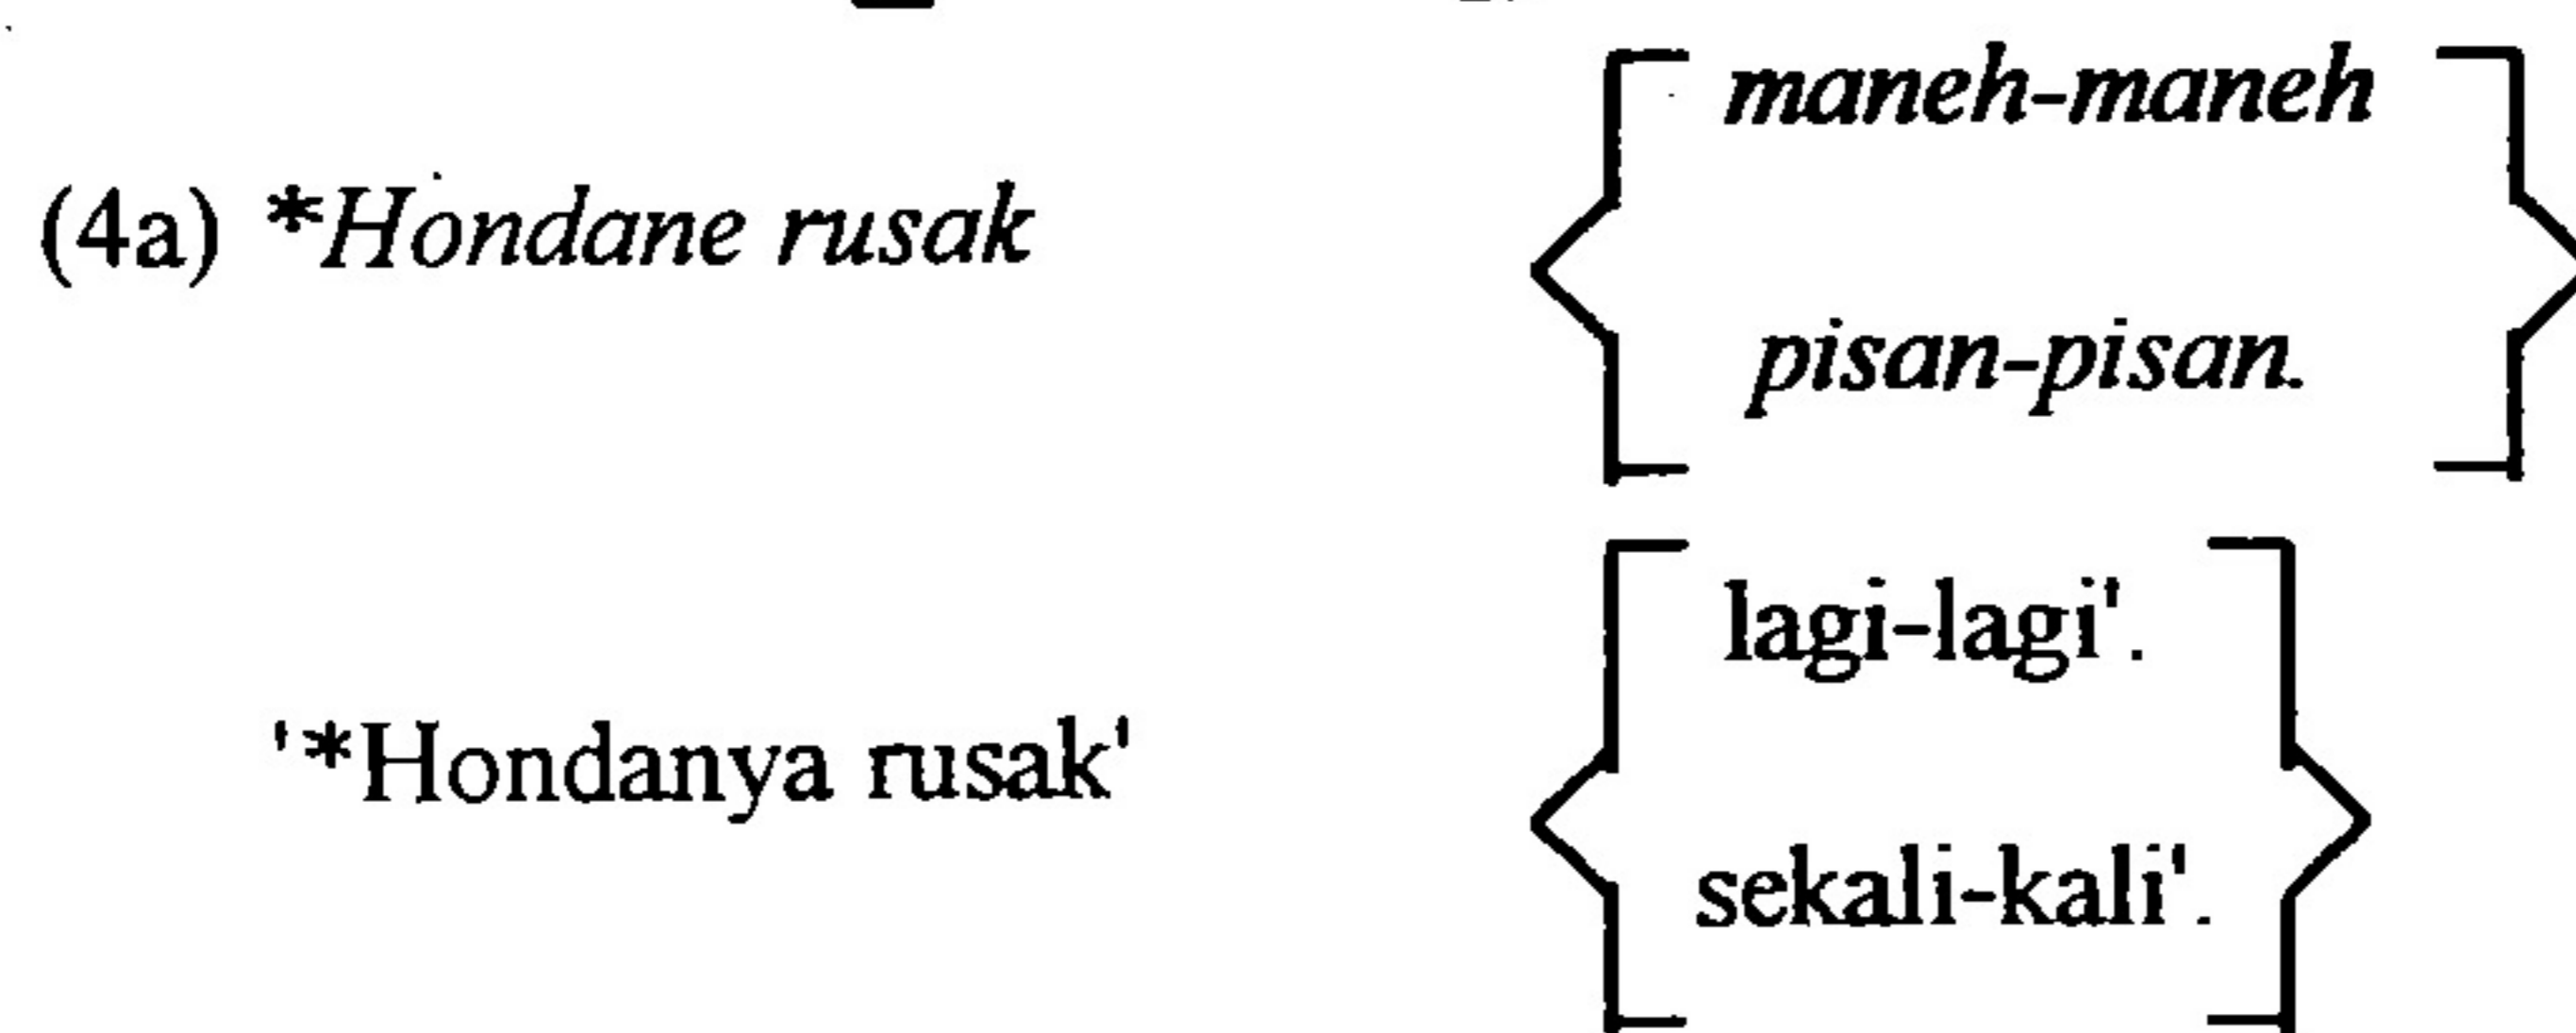 maneh-maneh
(4a) *Hondane rusak
pisan-pisan.
lagi-lagi'.
'*Hondanya rusak'
sekali-kali'.